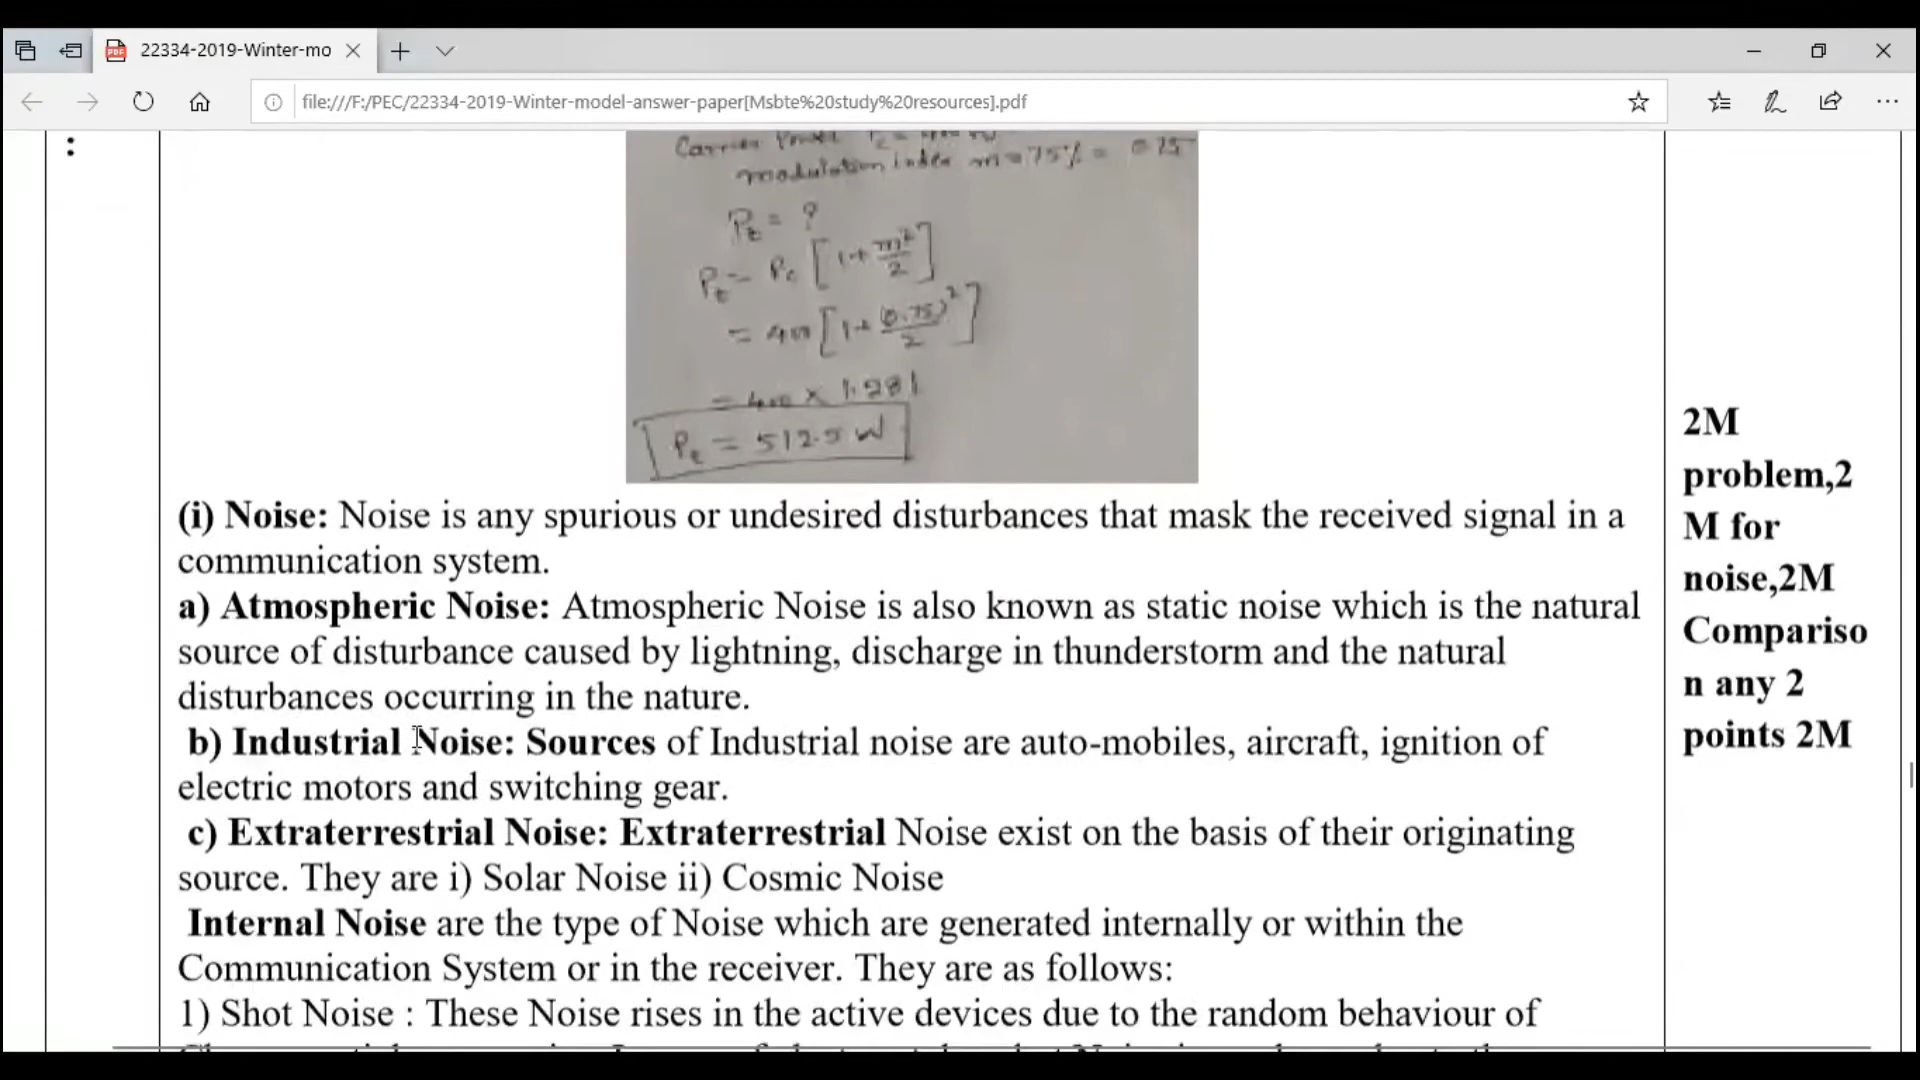 22334-2019-Winter-mo
file:///F:/PEC/22334-2019-Winter-model-answer-paper[Msbte%20study%20resources].pdf
:
Carrier Power Pc = 400 W
modulation index m = 75% = 0.75
Pt = ?
Pt = Pc [1 + m²/2]
= 400 [1 + (0.75)²/2]
= 400 × 1.281
Pt = 512.5 W
(i) Noise: Noise is any spurious or undesired disturbances that mask the received signal in a
communication system.
a) Atmospheric Noise: Atmospheric Noise is also known as static noise which is the natural
source of disturbance caused by lightning, discharge in thunderstorm and the natural
disturbances occurring in the nature.
b) Industrial Noise: Sources of Industrial noise are auto-mobiles, aircraft, ignition of
electric motors and switching gear.
c) Extraterrestrial Noise: Extraterrestrial Noise exist on the basis of their originating
source. They are i) Solar Noise ii) Cosmic Noise
Internal Noise are the type of Noise which are generated internally or within the
Communication System or in the receiver. They are as follows:
1) Shot Noise : These Noise rises in the active devices due to the random behaviour of
2M
problem,2
M for
noise,2M
Compariso
n any 2
points 2M